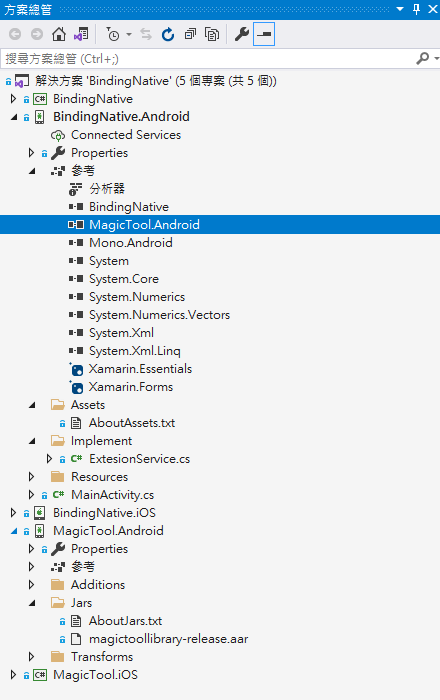 方案總管
搜尋方案總管 (Ctrl+;)
解決方案 'BindingNative' (5 個專案 (共 5 個))
C# BindingNative
BindingNative.Android
Connected Services
Properties
參考
分析器
BindingNative
MagicTool.Android
Mono.Android
System
System.Core
System.Numerics
System.Numerics.Vectors
System.Xml
System.Xml.Linq
Xamarin.Essentials
Xamarin.Forms
Assets
AboutAssets.txt
Implement
C# ExtesionService.cs
Resources
C# MainActivity.cs
BindingNative.iOS
MagicTool.Android
Properties
參考
Additions
Jars
AboutJars.txt
magictoollibrary-release.aar
Transforms
C# MagicTool.iOS